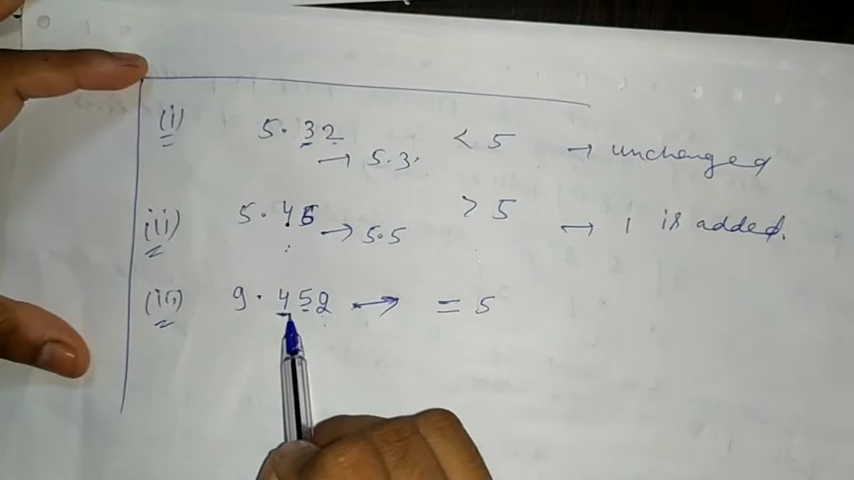 (i) 5.32 < 5 → unchanged
→ 5.3.
(ii) 5.46 → 5.5 > 5 → 1 is added.
(iii) 9.452 → = 5